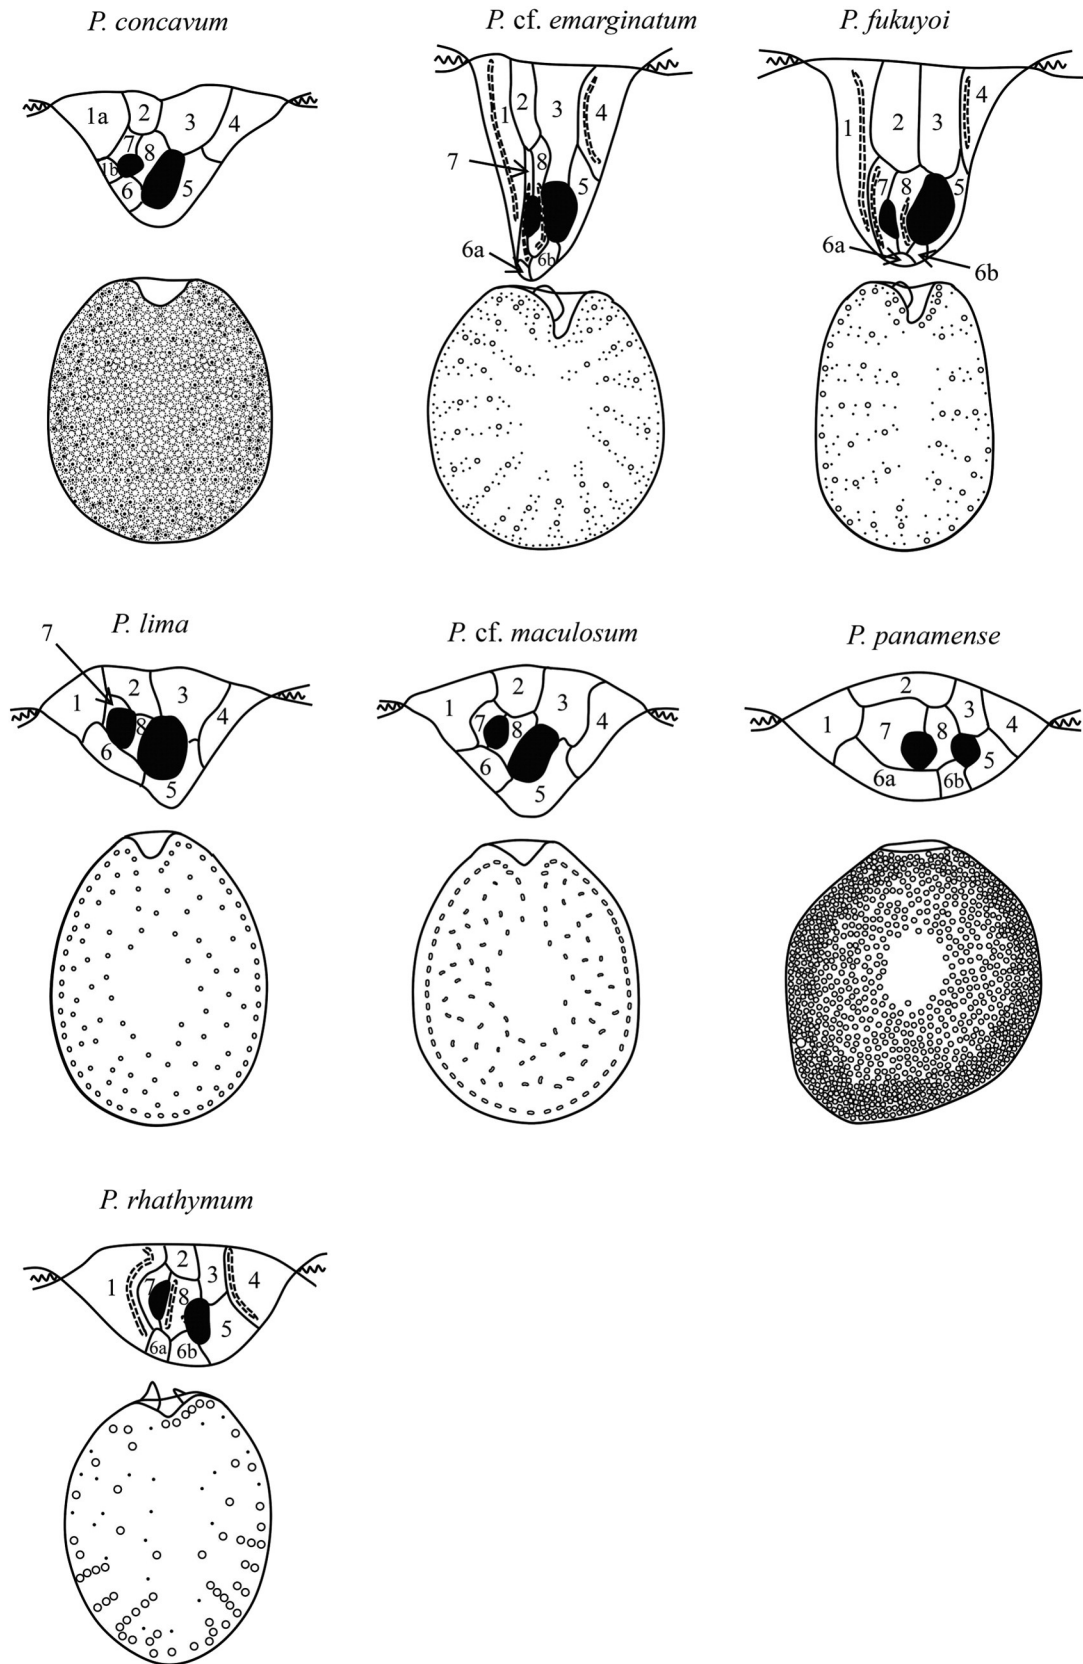 P. concavum
P. cf. emarginatum
P. fukuyoi
1a 2 3 4
7 8
1b
6 5
1 2 3 4
7 8
5
6a 6b
1 2 3 4
7 8 5
6a
6b
P. lima
P. cf. maculosum
P. panamense
7
1 2 3 4
8
6
5
1 2 3 4
7 8
6
5
2
1 3 4
7 8
5
6a 6b
P. rhathymum
1 2 3 4
7 8
5
6a 6b